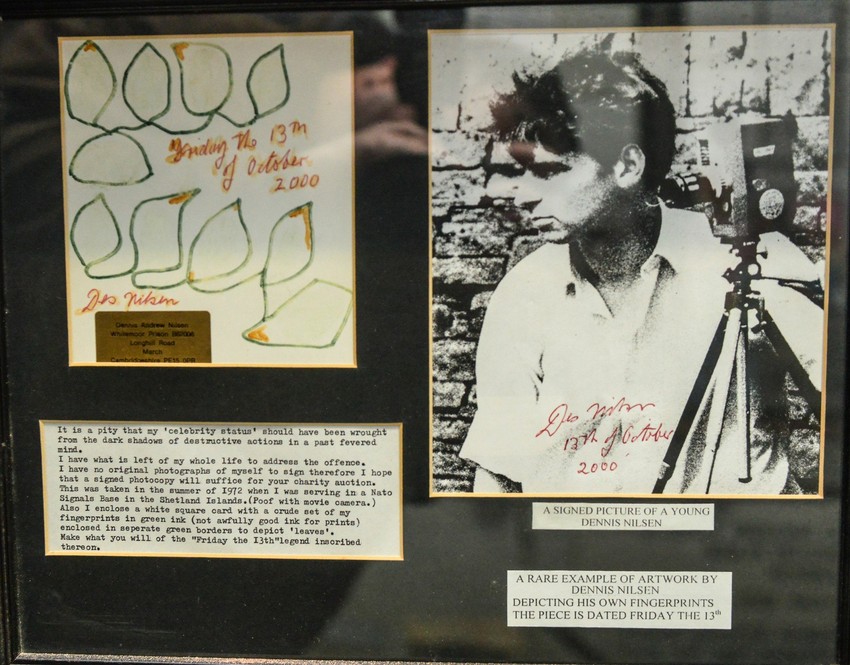 Friday the 13th
of October
2000
Des Nilsen
Dennis Andrew Nilsen
Whitemoor Prison
Longhill Road
March
Cambridgeshire PE15 0PR
It is a pity that my 'celebrity status' should have been wrought
from the dark shadows of destructive actions in a past fevered
mind.
I have what is left of my whole life to address the offence.
I have no original photographs of myself to sign therefore I hope
that a signed photocopy will suffice for your charity auction.
This was taken in the summer of I972 when I was serving in a Nato
Signals Base in the Shetland Islands.(Poof with movie camera.)
Also I enclose a white square card with a crude set of my
fingerprints in green ink (not awfully good ink for prints)
enclosed in seperate green borders to depict 'leaves'.
Make what you will of the "Friday the I3th"legend inscribed
thereon.
Des Nilsen
13th of October
2000
A SIGNED PICTURE OF A YOUNG
DENNIS NILSEN
A RARE EXAMPLE OF ARTWORK BY
DENNIS NILSEN
DEPICTING HIS OWN FINGERPRINTS
THE PIECE IS DATED FRIDAY THE 13th